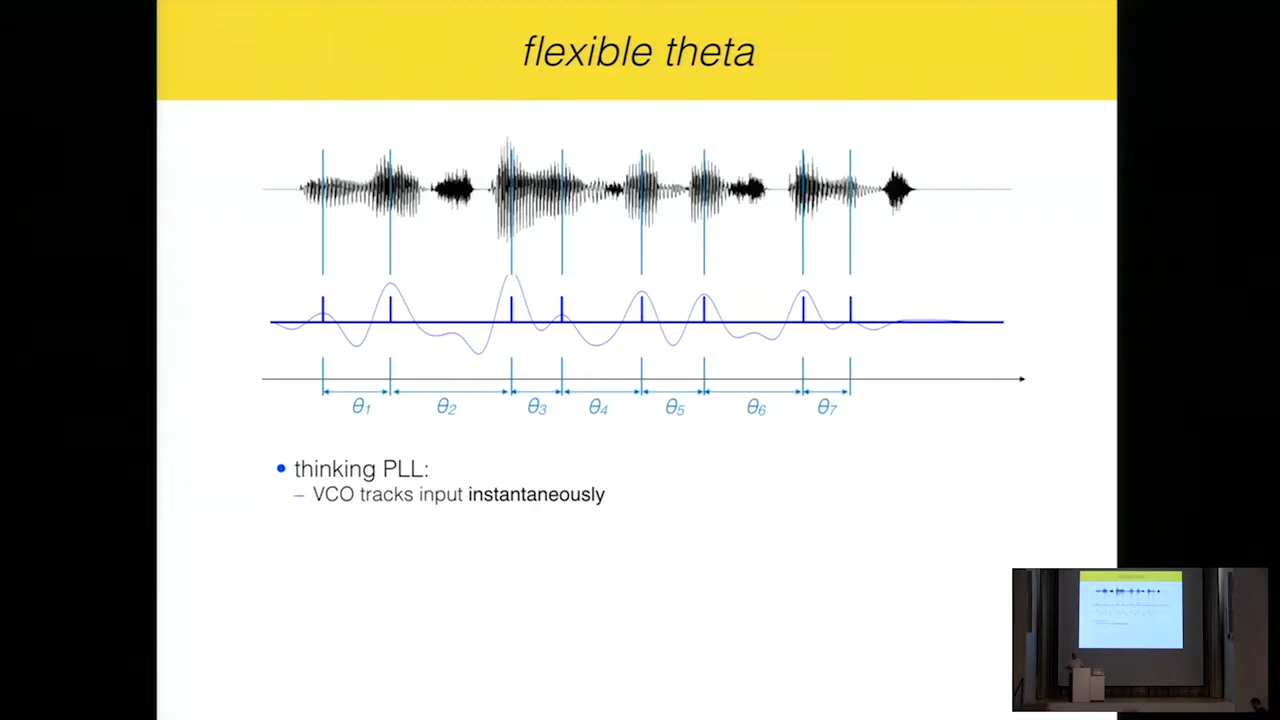 flexible theta
θ1 θ2 θ3 θ4 θ5 θ6 θ7
• thinking PLL:
– VCO tracks input instantaneously